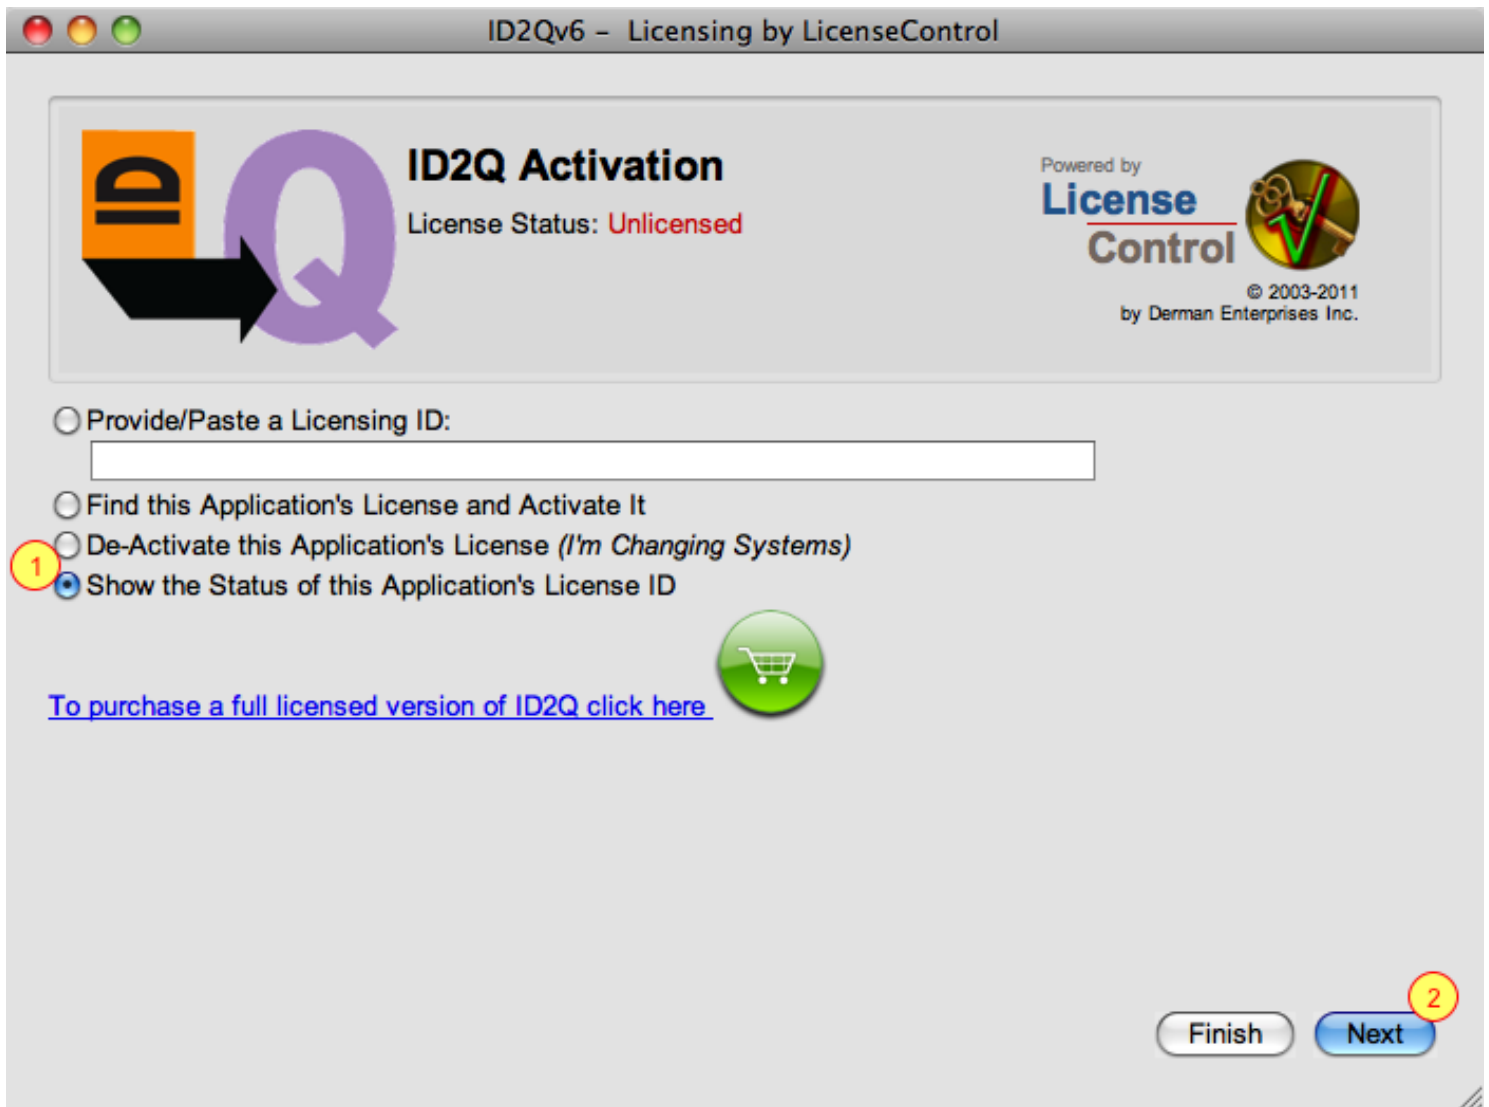 ID2Qv6 – Licensing by LicenseControl
ID
Q
ID2Q Activation
License Status: Unlicensed
Powered by
License
Control
© 2003-2011
by Derman Enterprises Inc.
Provide/Paste a Licensing ID:
Find this Application's License and Activate It
De-Activate this Application's License (I'm Changing Systems)
1
Show the Status of this Application's License ID
To purchase a full licensed version of ID2Q click here
2
Finish
Next